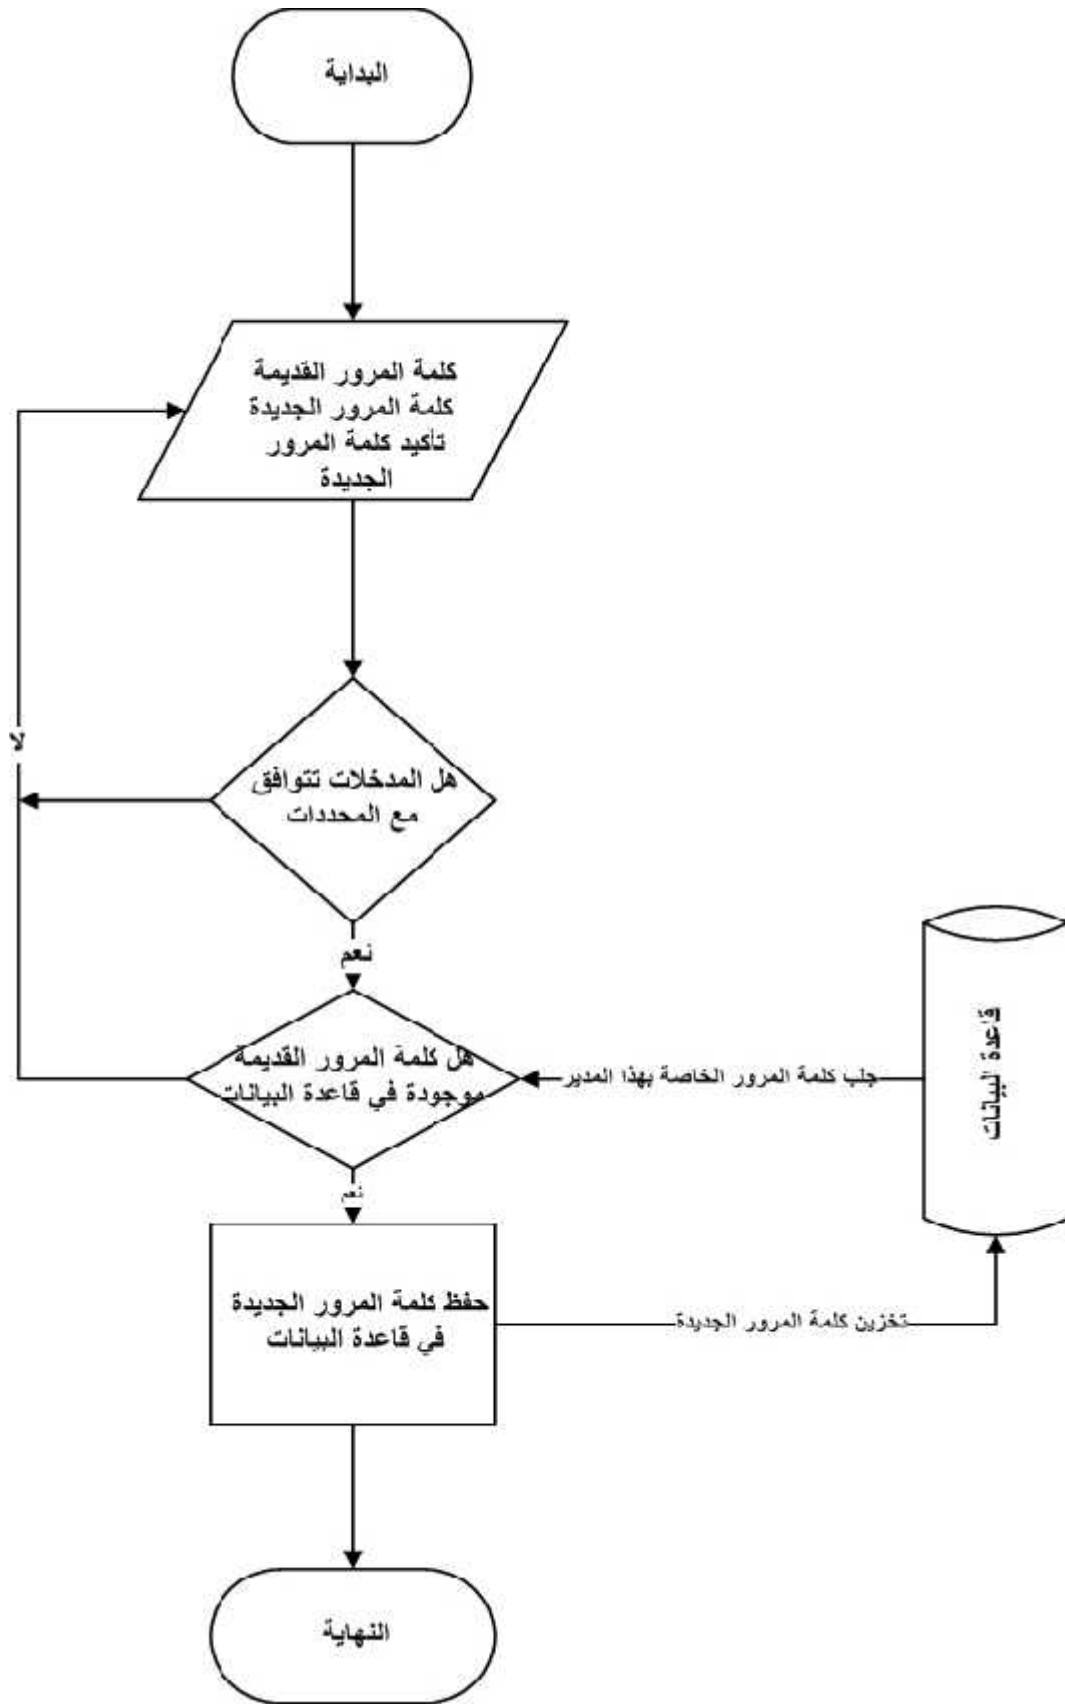 البداية
كلمة المرور القديمة
كلمة المرور الجديدة
تأكيد كلمة المرور
الجديدة
هل المدخلات تتوافق
مع المحددات
نعم
هل كلمة المرور القديمة
موجودة في قاعدة البيانات
جلب كلمة المرور الخاصة بهذا المدير
قاعدة البيانات
نعم
حفظ كلمة المرور الجديدة
في قاعدة البيانات
تخزين كلمة المرور الجديدة
النهاية